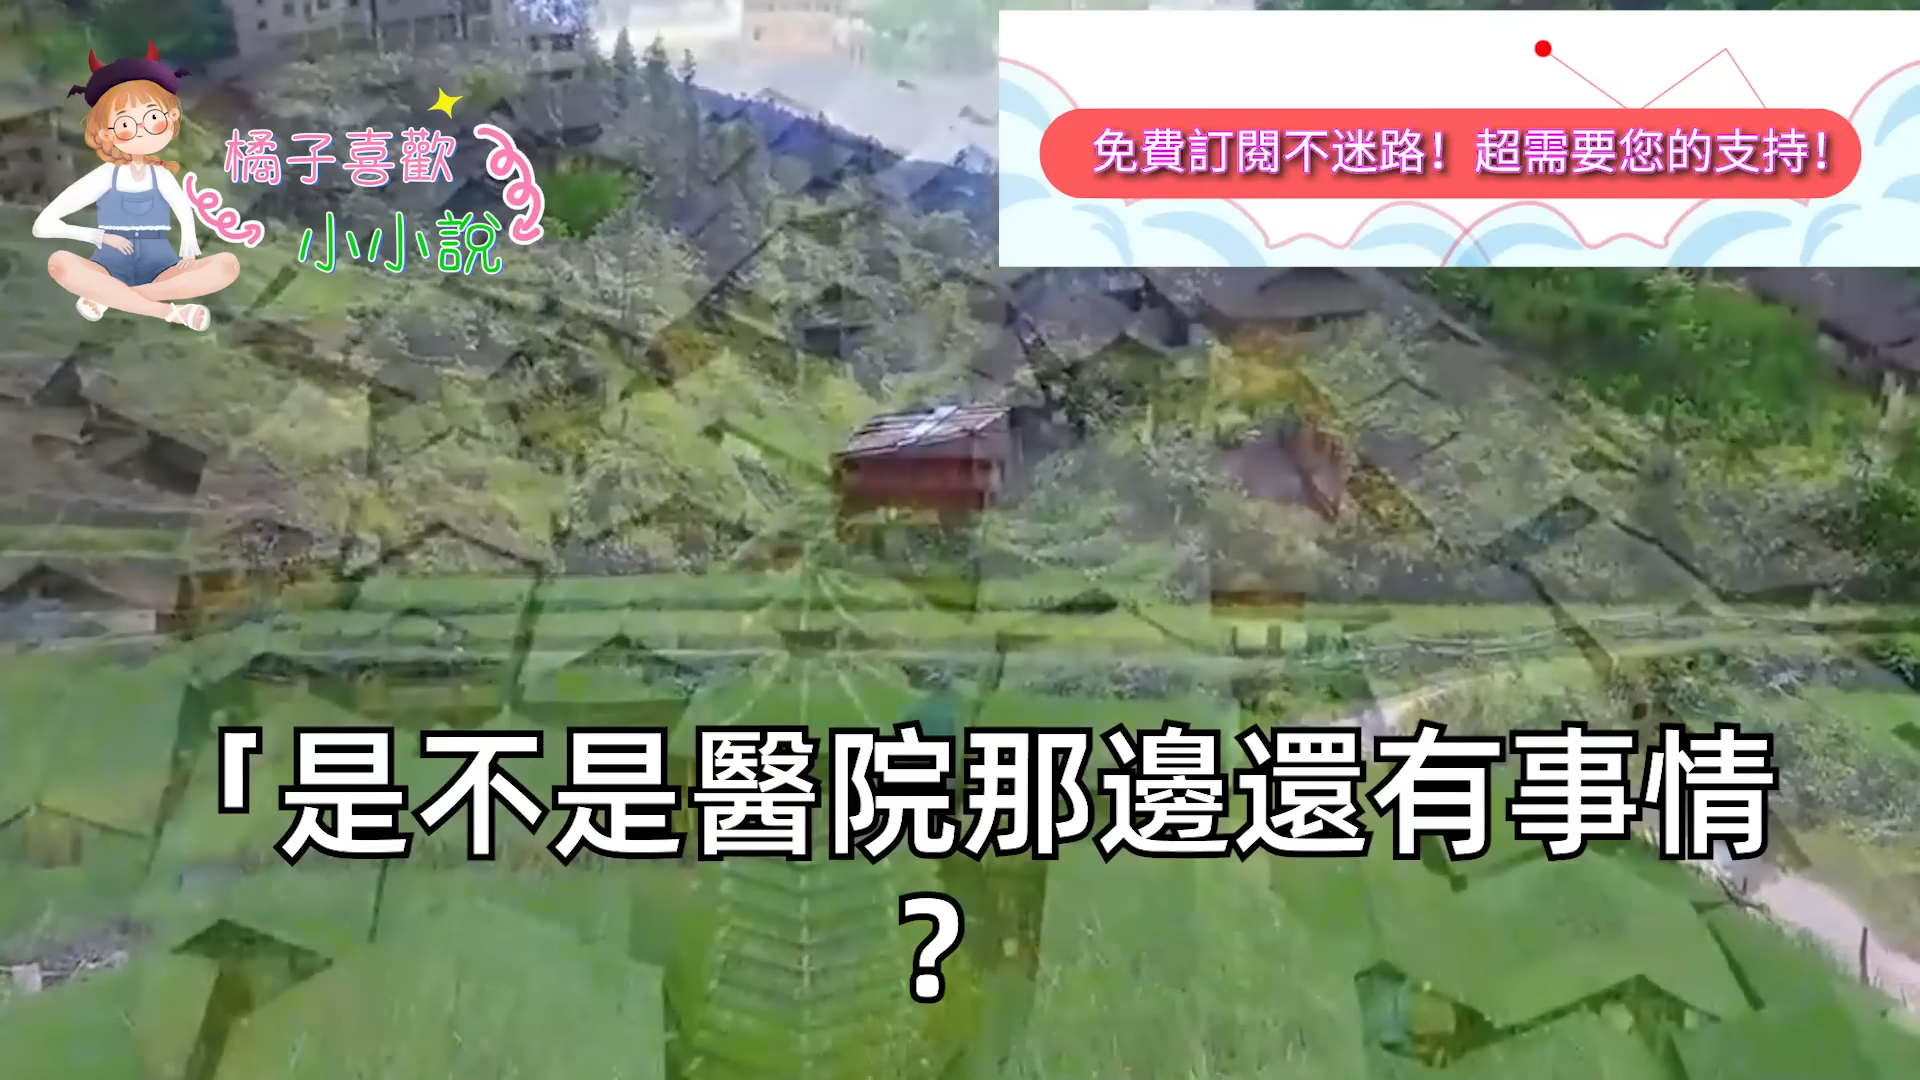 橘子喜歡
小小說
免費訂閱不迷路！超需要您的支持！
「是不是醫院那邊還有事情
？